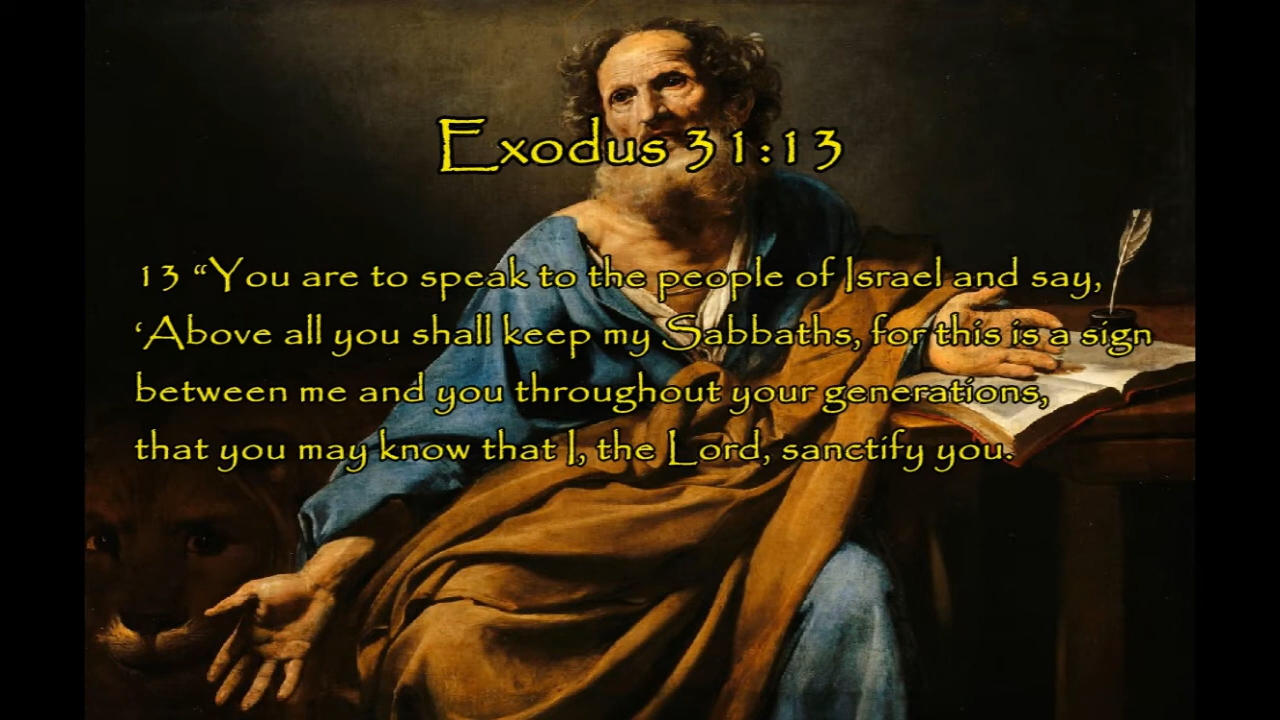 Exodus 31:13
13 “You are to speak to the people of Israel and say,
‘Above all you shall keep my Sabbaths, for this is a sign
between me and you throughout your generations,
that you may know that I, the Lord, sanctify you.